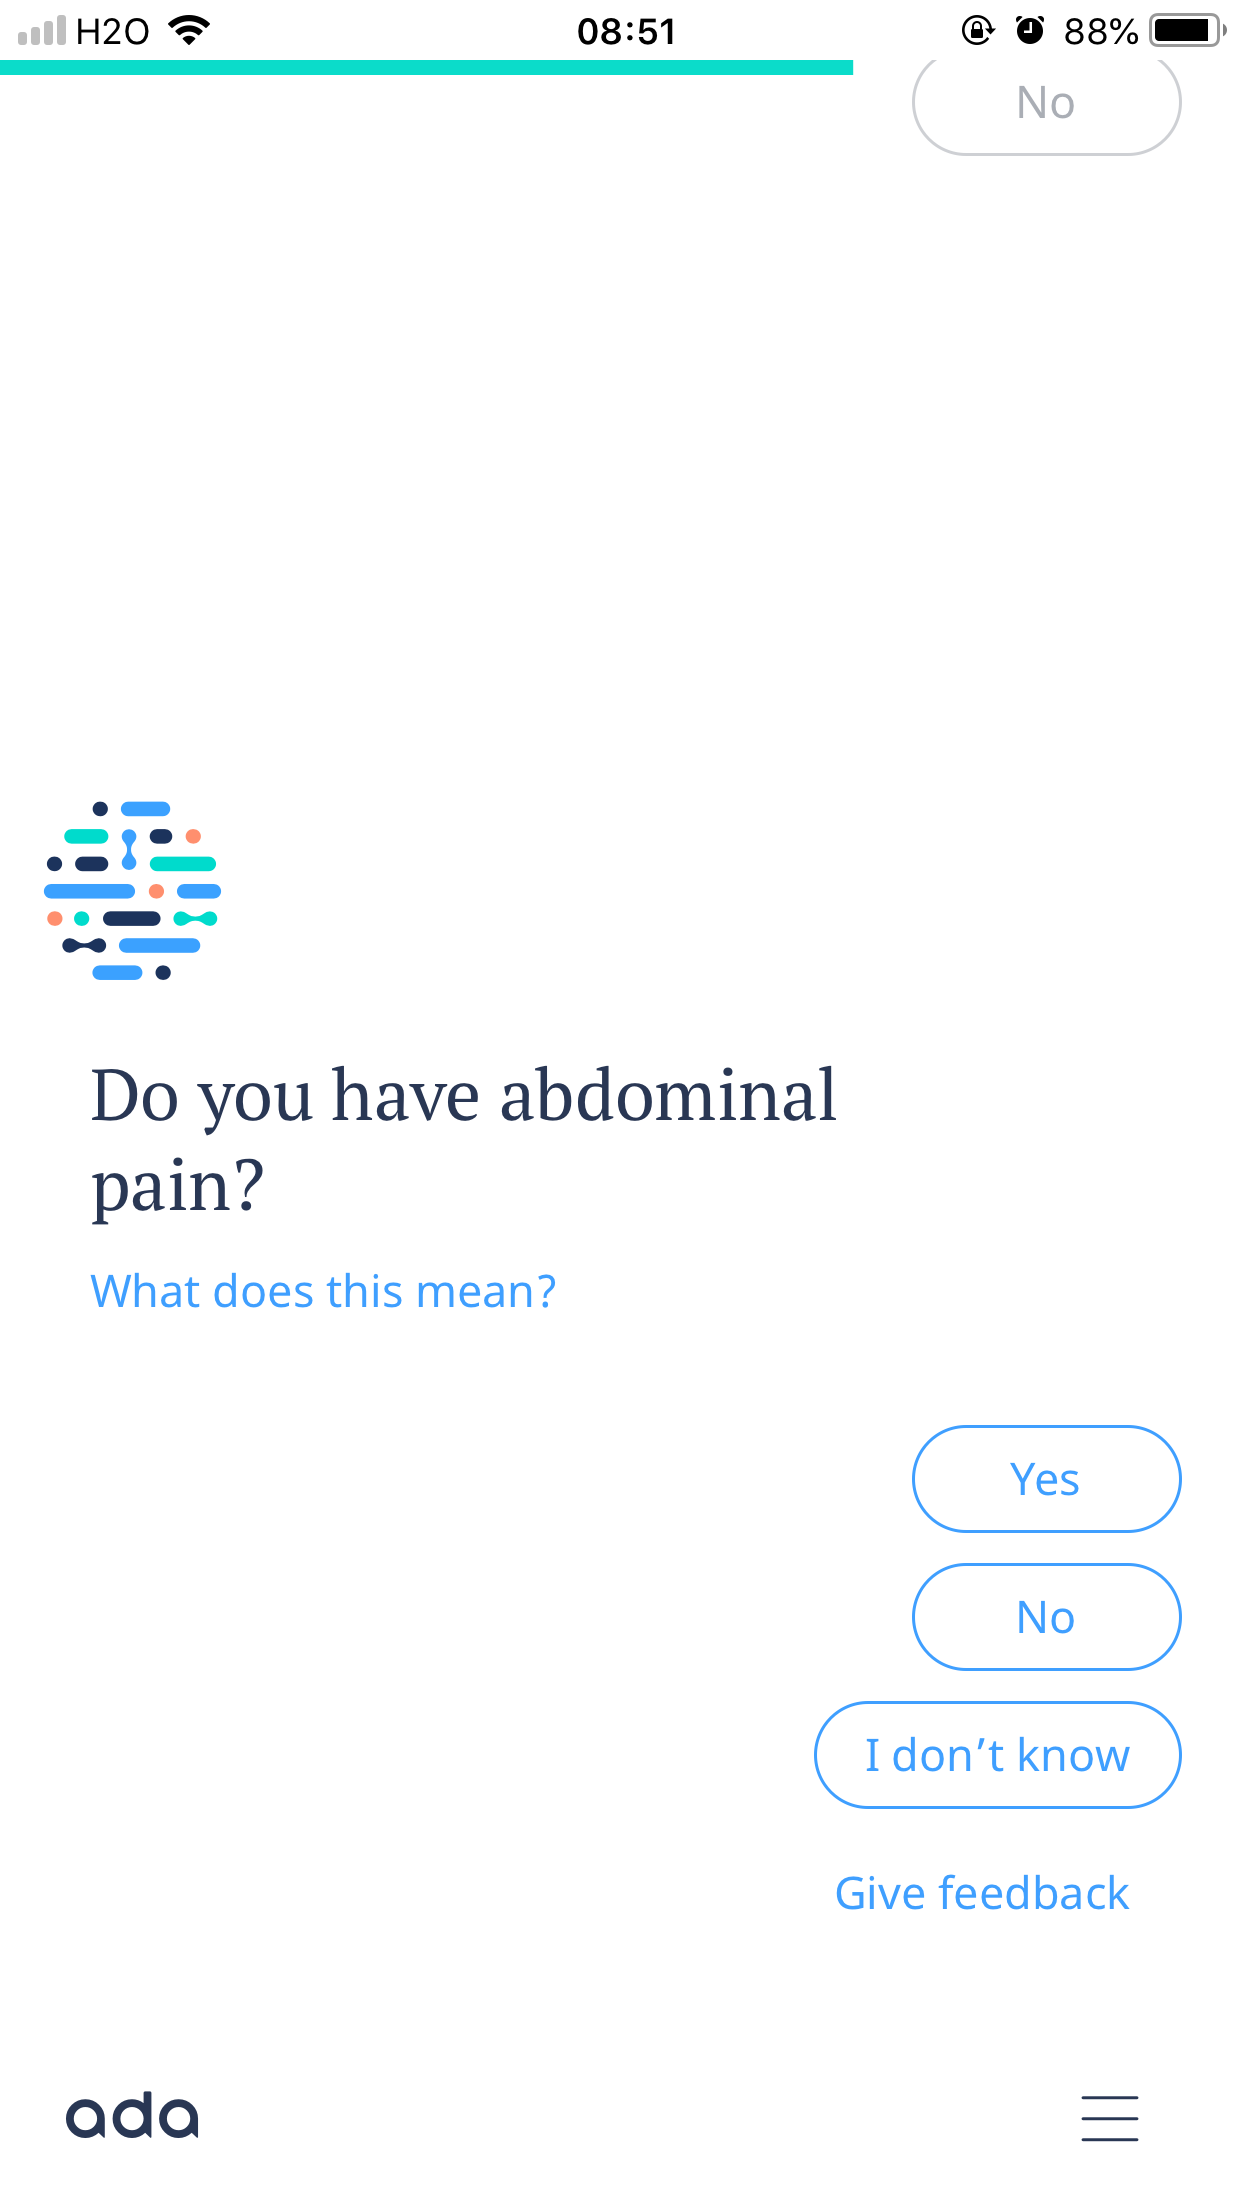 H2O 08:51 88%
No
Do you have abdominal
pain?
What does this mean?
Yes
No
I don’t know
Give feedback
ada